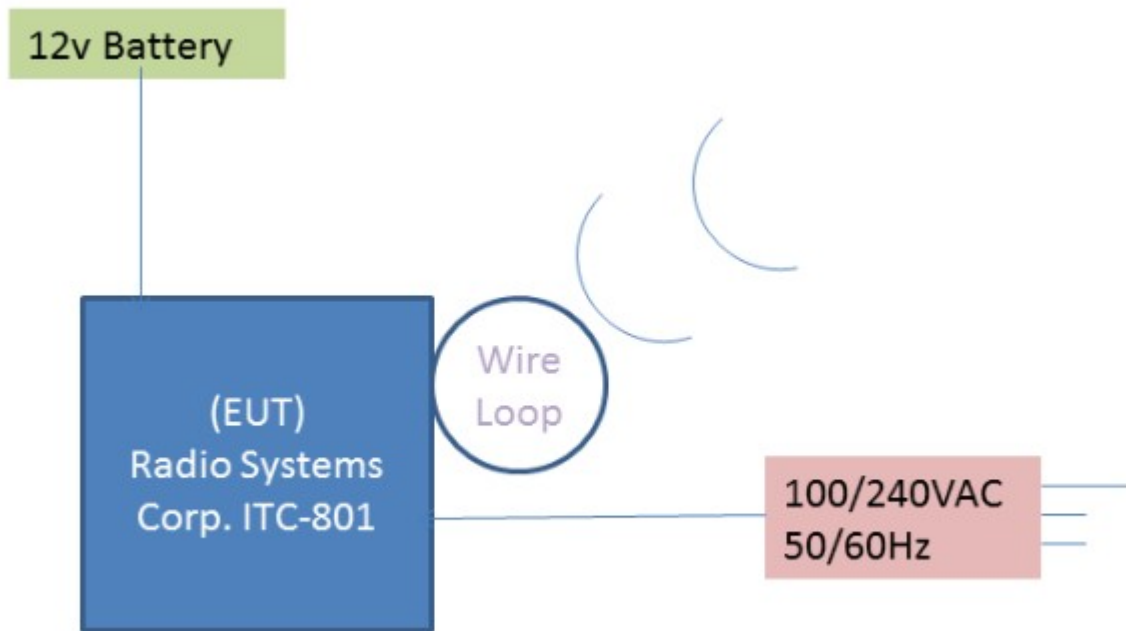 12v Battery
Wire
Loop
(EUT)
Radio Systems
Corp. ITC-801
100/240VAC
50/60Hz